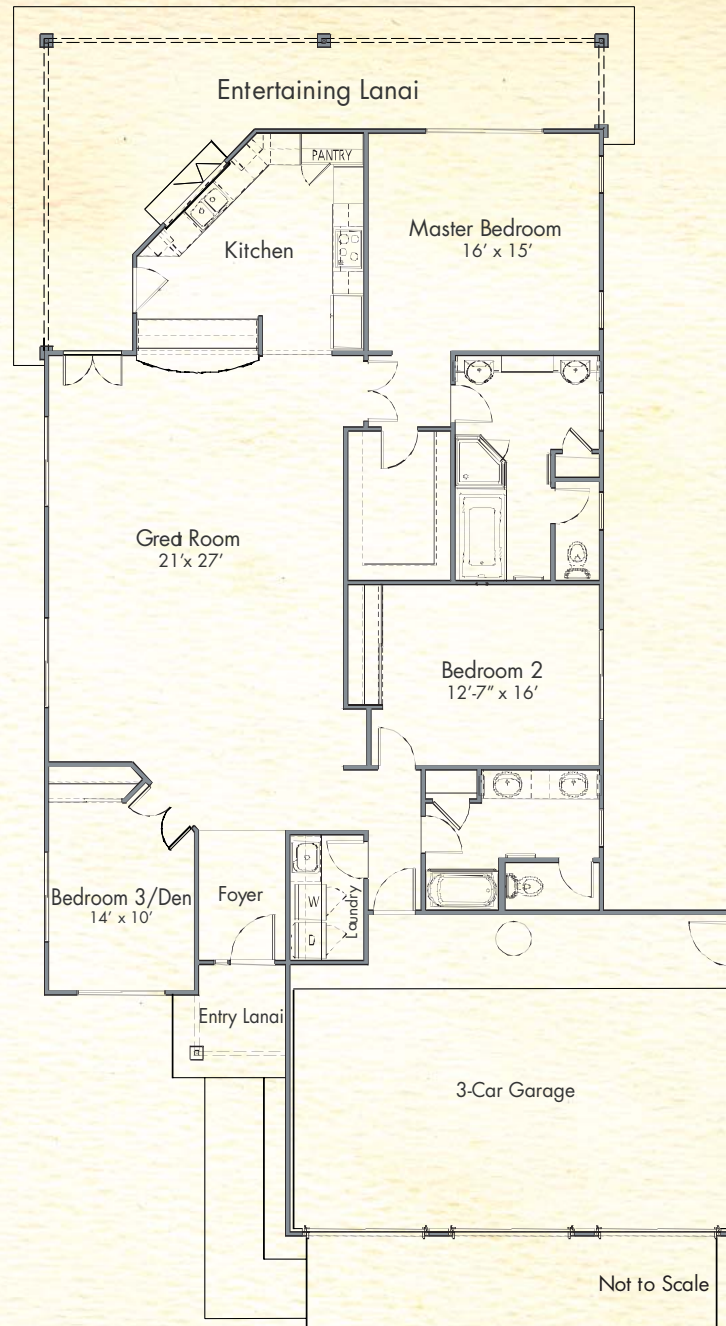 Entertaining Lanai
PANTRY
Kitchen
Master Bedroom
16’ x 15’
Great Room
21’x 27’
Bedroom 2
12’-7” x 16’
Bedroom 3/Den
14’ x 10’
Foyer
W
D
Laundry
Entry Lanai
3-Car Garage
Not to Scale